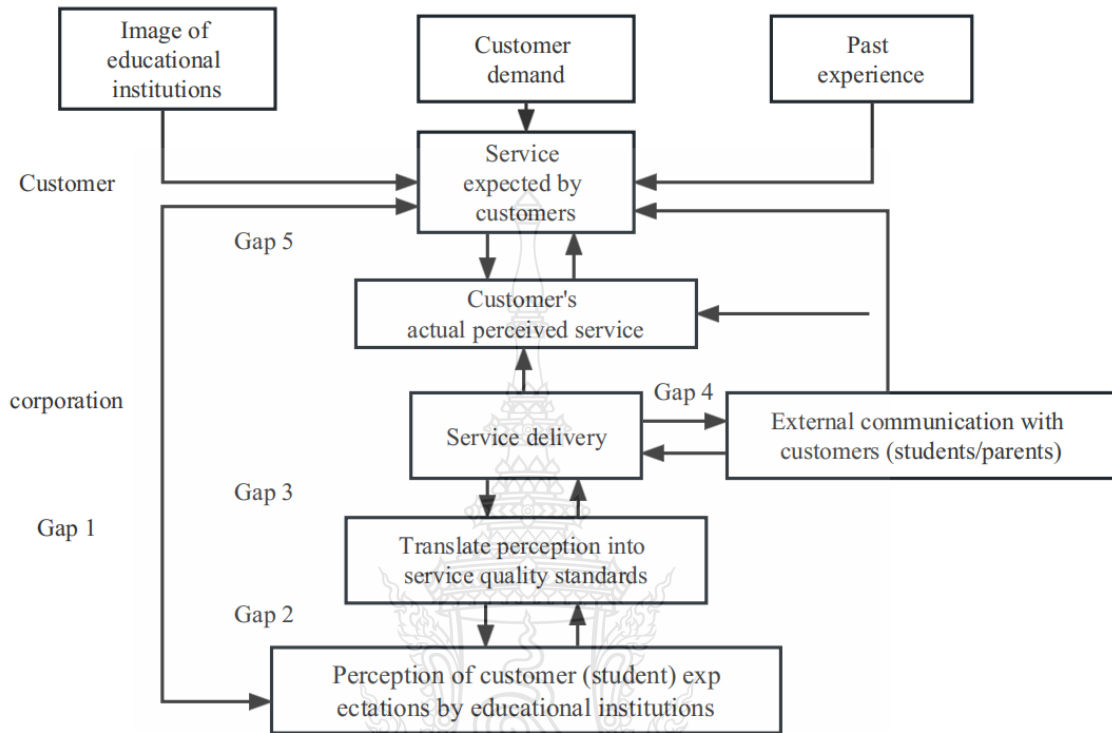 Image of
educational
institutions
Customer
demand
Past
experience
Customer
Service
expected by
customers
Gap 5
Customer's
actual perceived service
corporation
Gap 4
Service delivery
External communication with
customers (students/parents)
Gap 3
Gap 1
Translate perception into
service quality standards
Gap 2
Perception of customer (student) exp
ectations by educational institutions